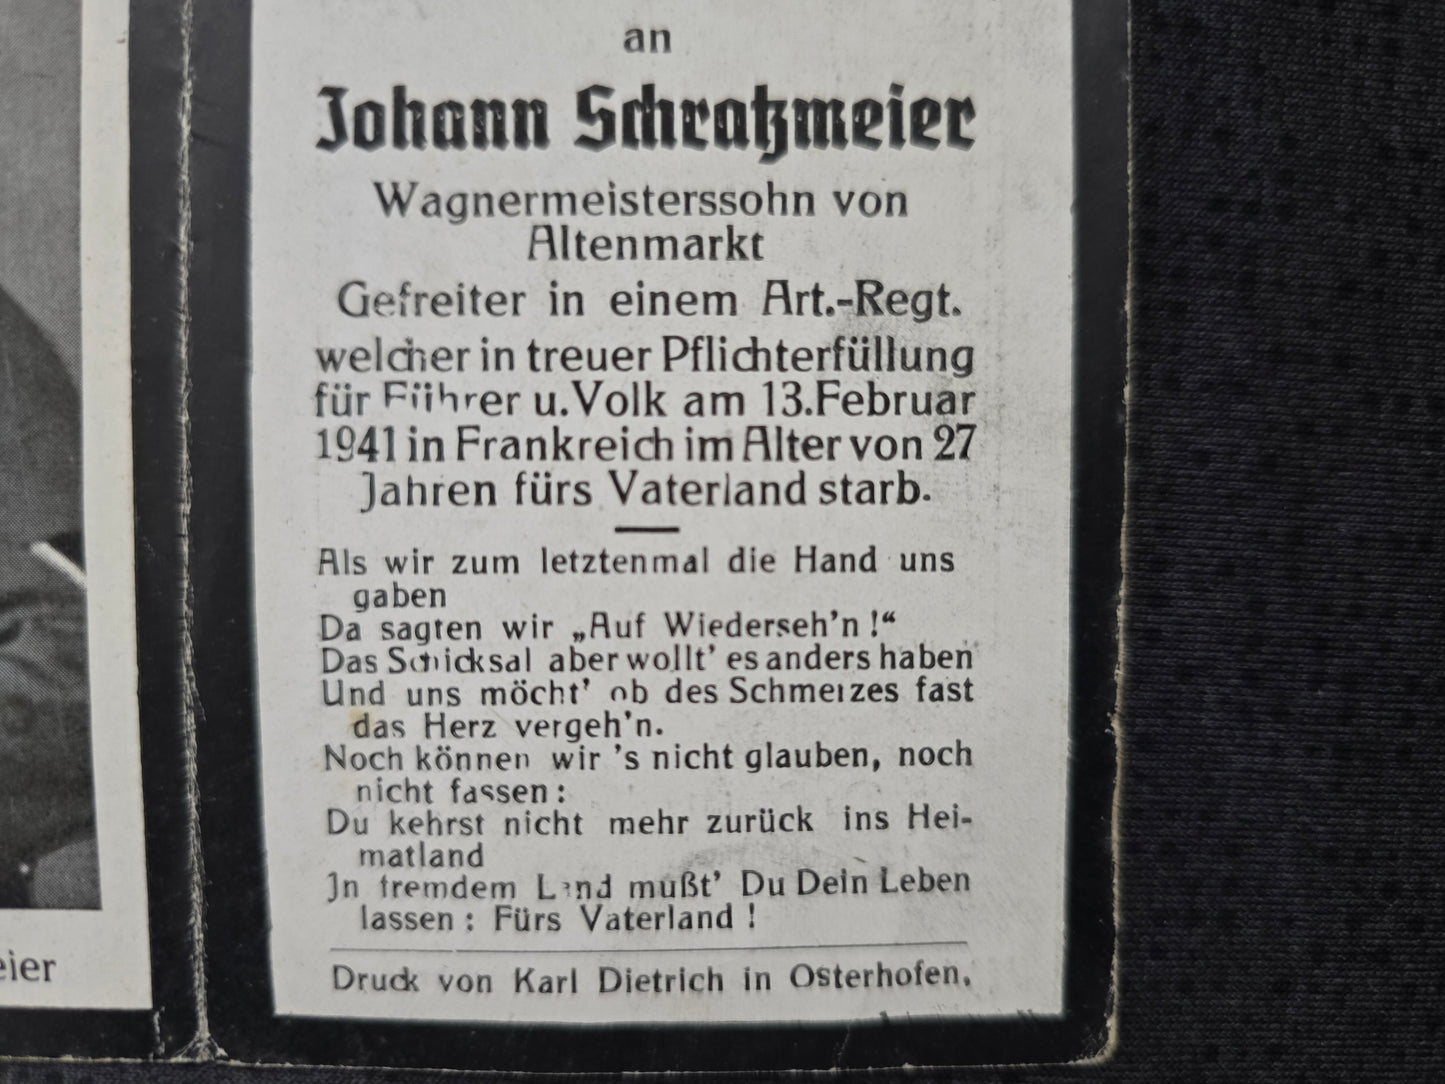 an
Johann Schratzmeier
Wagnermeisterssohn von
Altenmarkt
Gefreiter in einem Art.-Regt.
welcher in treuer Pflichterfüllung
für Führer u. Volk am 13. Februar
1941 in Frankreich im Alter von 27
Jahren fürs Vaterland starb.
Als wir zum letztenmal die Hand uns
gaben
Da sagten wir „Auf Wiederseh'n!“
Das Schicksal aber wollt' es anders haben
Und uns möcht' ob des Schmerzes fast
das Herz vergeh'n.
Noch können wir 's nicht glauben, noch
nicht fassen:
Du kehrst nicht mehr zurück ins Hei-
matland
Jn fremdem Land mußt' Du Dein Leben
lassen: Fürs Vaterland!
Druck von Karl Dietrich in Osterhofen.
eier